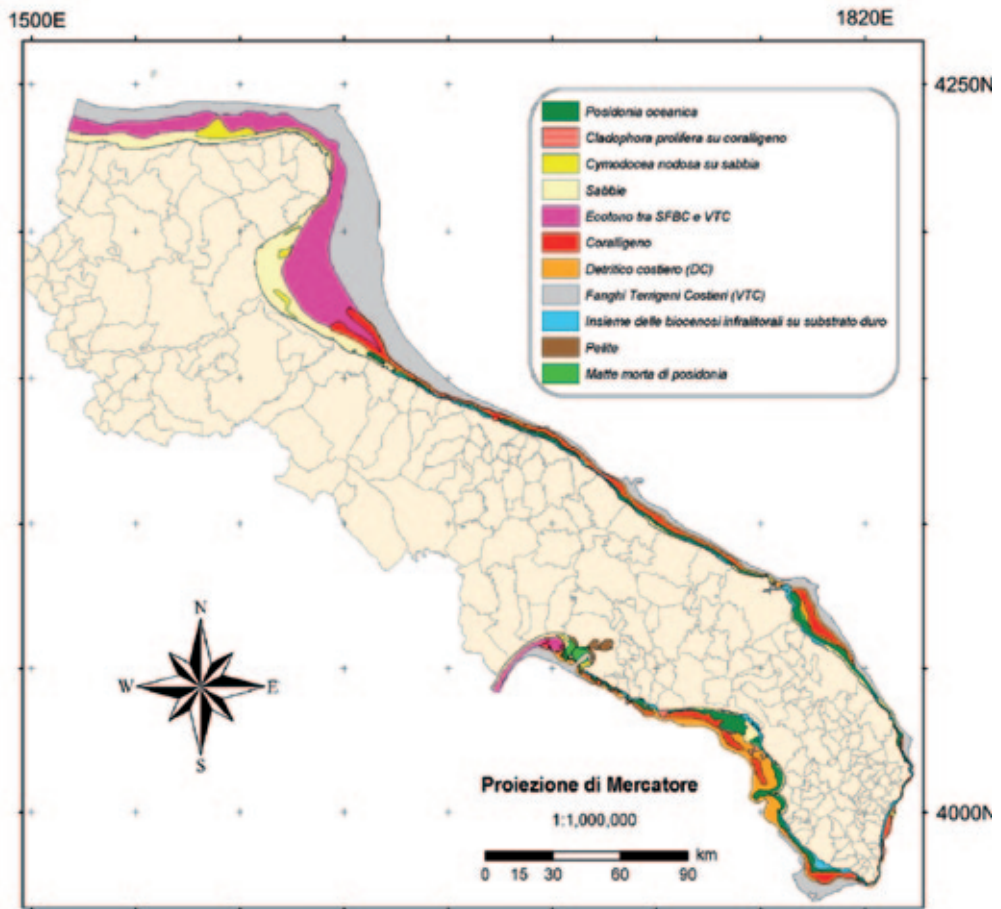 1500E 1820E
4250N
Posidonia oceanica
Cladophora prolifera su coralligeno
Cymodocea nodosa su sabbia
Sabbie
Ecotono tra SFBC e VTC
Coralligeno
Detritico costiero (DC)
Fanghi Terrigeni Costieri (VTC)
Insieme delle biocenosi infralitorali su substrato duro
Pelite
Matte morta di posidonia
N
W E
S
Proiezione di Mercatore
1:1,000,000
4000N
km
0 15 30 60 90